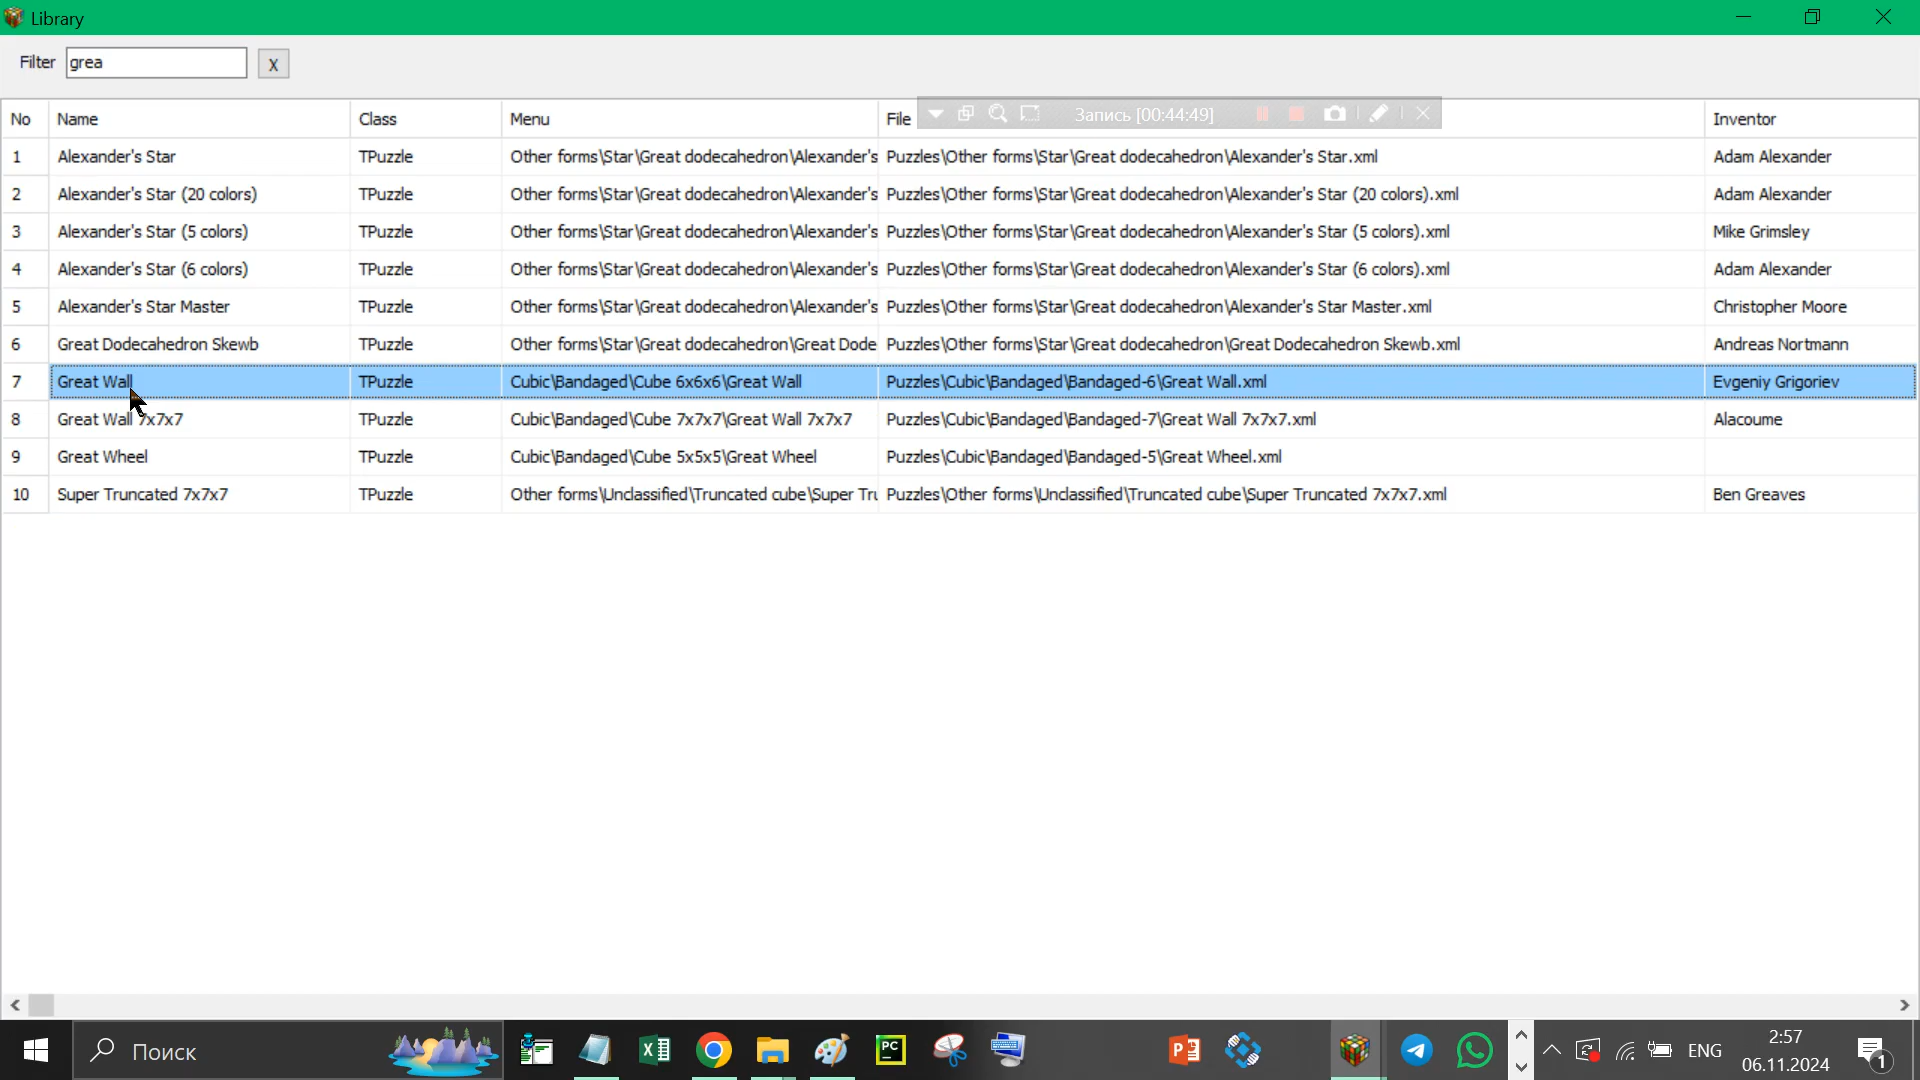 Library
Filter grea x
Запись [00:44:49]
No Name Class Menu File Inventor
1 Alexander's Star TPuzzle Other forms\Star\Great dodecahedron\Alexander's Puzzles\Other forms\Star\Great dodecahedron\Alexander's Star.xml Adam Alexander
2 Alexander's Star (20 colors) TPuzzle Other forms\Star\Great dodecahedron\Alexander's Puzzles\Other forms\Star\Great dodecahedron\Alexander's Star (20 colors).xml Adam Alexander
3 Alexander's Star (5 colors) TPuzzle Other forms\Star\Great dodecahedron\Alexander's Puzzles\Other forms\Star\Great dodecahedron\Alexander's Star (5 colors).xml Mike Grimsley
4 Alexander's Star (6 colors) TPuzzle Other forms\Star\Great dodecahedron\Alexander's Puzzles\Other forms\Star\Great dodecahedron\Alexander's Star (6 colors).xml Adam Alexander
5 Alexander's Star Master TPuzzle Other forms\Star\Great dodecahedron\Alexander's Puzzles\Other forms\Star\Great dodecahedron\Alexander's Star Master.xml Christopher Moore
6 Great Dodecahedron Skewb TPuzzle Other forms\Star\Great dodecahedron\Great Dode Puzzles\Other forms\Star\Great dodecahedron\Great Dodecahedron Skewb.xml Andreas Nortmann
7 Great Wall TPuzzle Cubic\Bandaged\Cube 6x6x6\Great Wall Puzzles\Cubic\Bandaged\Bandaged-6\Great Wall.xml Evgeniy Grigoriev
8 Great Wall 7x7x7 TPuzzle Cubic\Bandaged\Cube 7x7x7\Great Wall 7x7x7 Puzzles\Cubic\Bandaged\Bandaged-7\Great Wall 7x7x7.xml Alacoume
9 Great Wheel TPuzzle Cubic\Bandaged\Cube 5x5x5\Great Wheel Puzzles\Cubic\Bandaged\Bandaged-5\Great Wheel.xml
10 Super Truncated 7x7x7 TPuzzle Other forms\Unclassified\Truncated cube\Super Tru Puzzles\Other forms\Unclassified\Truncated cube\Super Truncated 7x7x7.xml Ben Greaves
Поиск
PC
ENG
2:57
06.11.2024
1